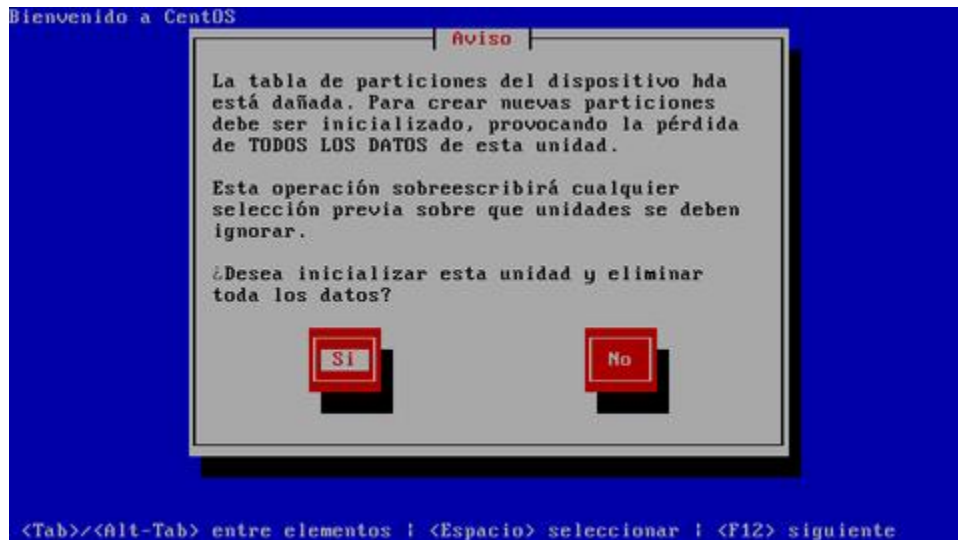 Bienvenido a CentOS
Aviso
La tabla de particiones del dispositivo hda
está dañada. Para crear nuevas particiones
debe ser inicializado, provocando la pérdida
de TODOS LOS DATOS de esta unidad.
Esta operación sobreescribirá cualquier
selección previa sobre que unidades se deben
ignorar.
¿Desea inicializar esta unidad y eliminar
toda los datos?
Si No
<Tab>/<Alt-Tab> entre elementos | <Espacio> seleccionar | <F12> siguiente